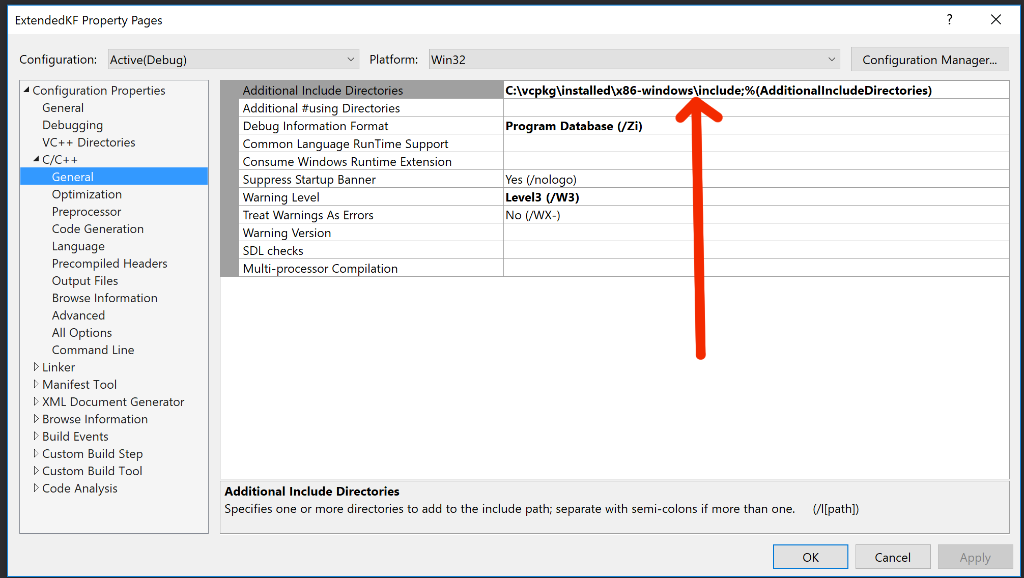 ExtendedKF Property Pages
?
Configuration: Active(Debug) Platform: Win32 Configuration Manager...
Configuration Properties
General
Debugging
VC++ Directories
C/C++
General
Optimization
Preprocessor
Code Generation
Language
Precompiled Headers
Output Files
Browse Information
Advanced
All Options
Command Line
Linker
Manifest Tool
XML Document Generator
Browse Information
Build Events
Custom Build Step
Custom Build Tool
Code Analysis
Additional Include Directories C:\vcpkg\installed\x86-windows\include;%(AdditionalIncludeDirectories)
Additional #using Directories
Debug Information Format Program Database (/Zi)
Common Language RunTime Support
Consume Windows Runtime Extension
Suppress Startup Banner Yes (/nologo)
Warning Level Level3 (/W3)
Treat Warnings As Errors No (/WX-)
Warning Version
SDL checks
Multi-processor Compilation
Additional Include Directories
Specifies one or more directories to add to the include path; separate with semi-colons if more than one. (/I[path])
OK Cancel Apply